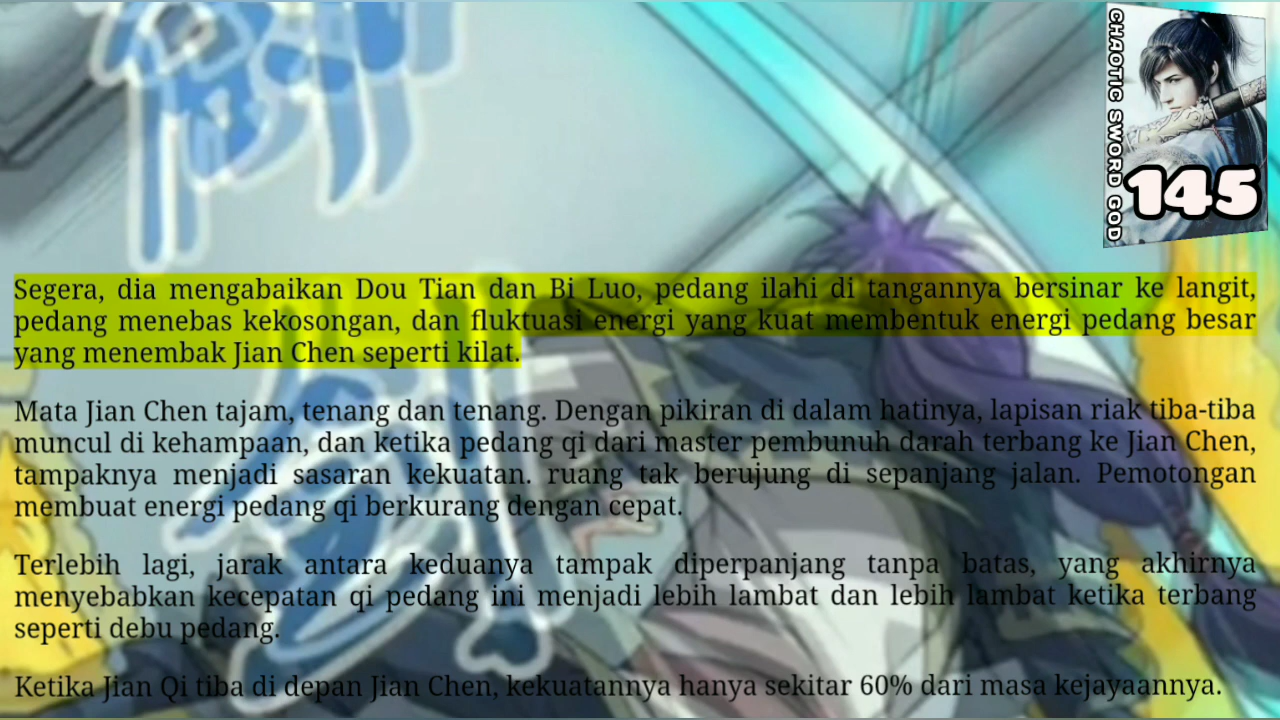 CHAOTIC SWORD GOD
145
Segera, dia mengabaikan Dou Tian dan Bi Luo, pedang ilahi di tangannya bersinar ke langit,
pedang menebas kekosongan, dan fluktuasi energi yang kuat membentuk energi pedang besar
yang menembak Jian Chen seperti kilat.
Mata Jian Chen tajam, tenang dan tenang. Dengan pikiran di dalam hatinya, lapisan riak tiba-tiba
muncul di kehampaan, dan ketika pedang qi dari master pembunuh darah terbang ke Jian Chen,
tampaknya menjadi sasaran kekuatan. ruang tak berujung di sepanjang jalan. Pemotongan
membuat energi pedang qi berkurang dengan cepat.
Terlebih lagi, jarak antara keduanya tampak diperpanjang tanpa batas, yang akhirnya
menyebabkan kecepatan qi pedang ini menjadi lebih lambat dan lebih lambat ketika terbang
seperti debu pedang.
Ketika Jian Qi tiba di depan Jian Chen, kekuatannya hanya sekitar 60% dari masa kejayaannya.